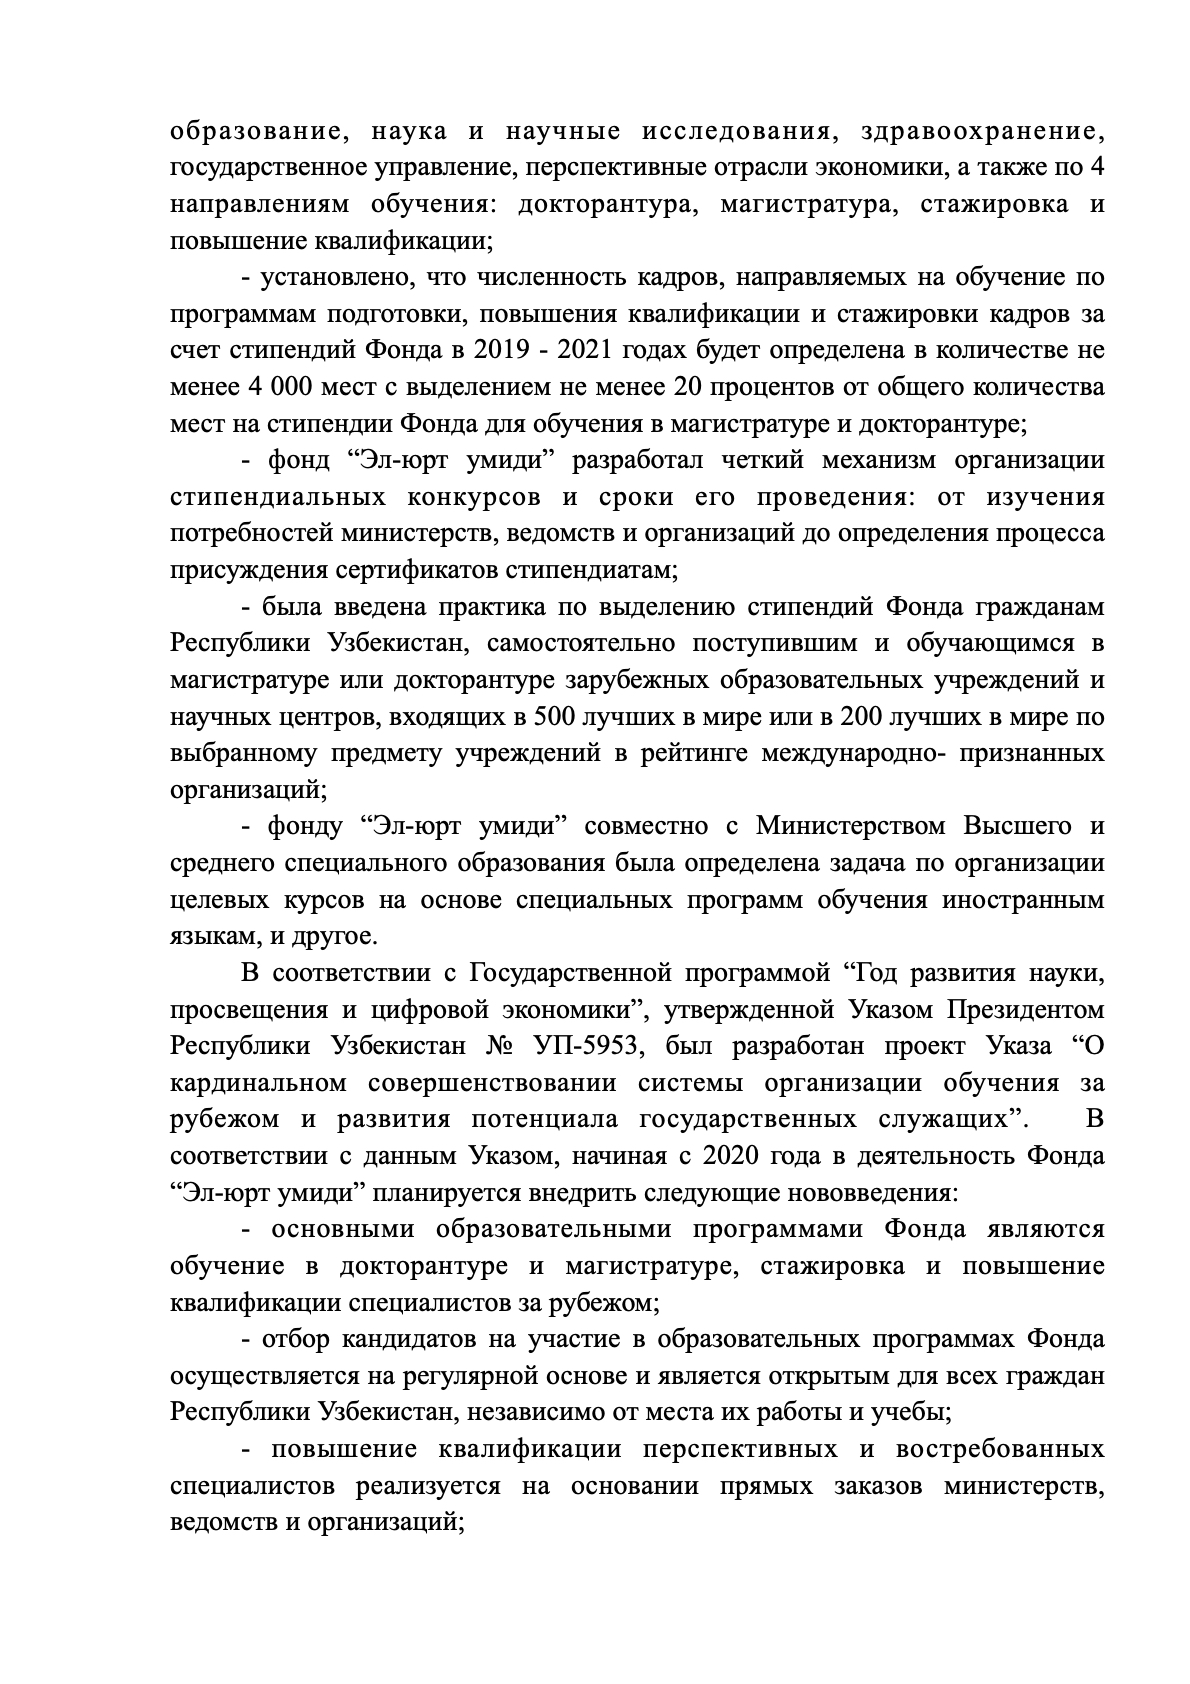 образование, наука и научные исследования, здравоохранение,
государственное управление, перспективные отрасли экономики, а также по 4
направлениям обучения: докторантура, магистратура, стажировка и
повышение квалификации;
- установлено, что численность кадров, направляемых на обучение по
программам подготовки, повышения квалификации и стажировки кадров за
счет стипендий Фонда в 2019 - 2021 годах будет определена в количестве не
менее 4 000 мест с выделением не менее 20 процентов от общего количества
мест на стипендии Фонда для обучения в магистратуре и докторантуре;
- фонд “Эл-юрт умиди” разработал четкий механизм организации
стипендиальных конкурсов и сроки его проведения: от изучения
потребностей министерств, ведомств и организаций до определения процесса
присуждения сертификатов стипендиатам;
- была введена практика по выделению стипендий Фонда гражданам
Республики Узбекистан, самостоятельно поступившим и обучающимся в
магистратуре или докторантуре зарубежных образовательных учреждений и
научных центров, входящих в 500 лучших в мире или в 200 лучших в мире по
выбранному предмету учреждений в рейтинге международно- признанных
организаций;
- фонду “Эл-юрт умиди” совместно с Министерством Высшего и
среднего специального образования была определена задача по организации
целевых курсов на основе специальных программ обучения иностранным
языкам, и другое.
В соответствии с Государственной программой “Год развития науки,
просвещения и цифровой экономики”, утвержденной Указом Президентом
Республики Узбекистан № УП-5953, был разработан проект Указа “О
кардинальном совершенствовании системы организации обучения за
рубежом и развития потенциала государственных служащих”. В
соответствии с данным Указом, начиная с 2020 года в деятельность Фонда
“Эл-юрт умиди” планируется внедрить следующие нововведения:
- основными образовательными программами Фонда являются
обучение в докторантуре и магистратуре, стажировка и повышение
квалификации специалистов за рубежом;
- отбор кандидатов на участие в образовательных программах Фонда
осуществляется на регулярной основе и является открытым для всех граждан
Республики Узбекистан, независимо от места их работы и учебы;
- повышение квалификации перспективных и востребованных
специалистов реализуется на основании прямых заказов министерств,
ведомств и организаций;